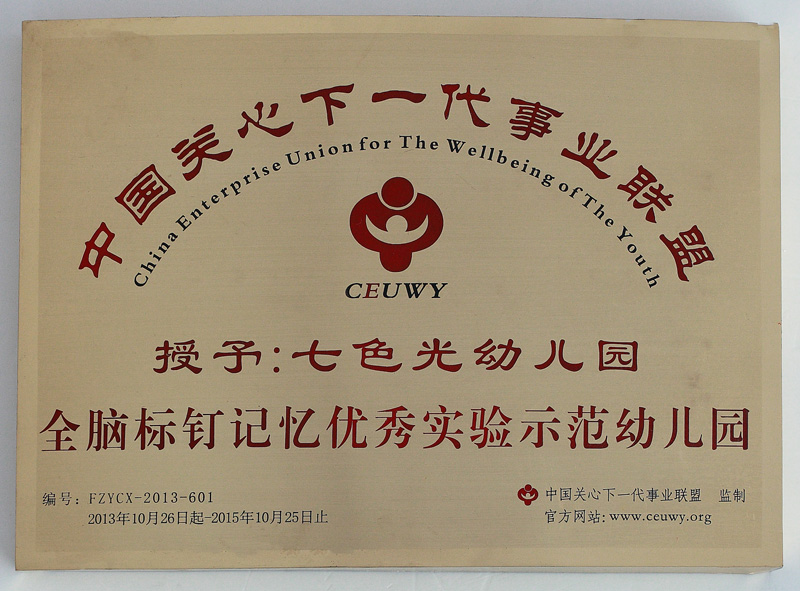 中国关心下一代事业联盟
China Enterprise Union for The Wellbeing of The Youth
CEUWY
授予:七色光幼儿园
全脑标钉记忆优秀实验示范幼儿园
编号: FZYCX-2013-601
2013年10月26日起-2015年10月25日止
中国关心下一代事业联盟 监制
官方网站: www.ceuwy.org